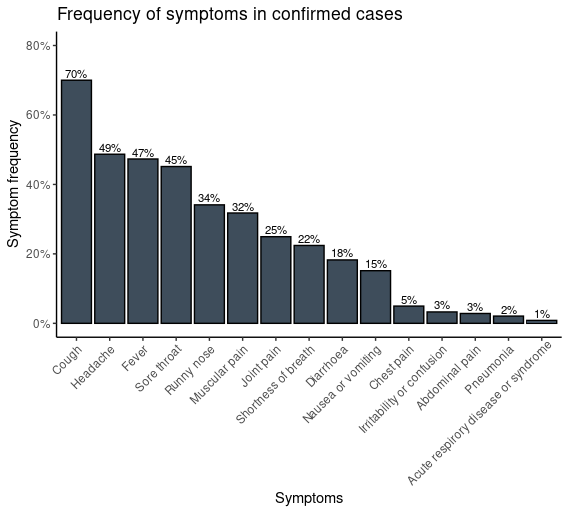 Frequency of symptoms in confirmed cases
80%
60%
40%
20%
0%
Symptom frequency
70%
49%
47%
45%
34%
32%
25%
22%
18%
15%
5%
3%
3%
2%
1%
Cough
Headache
Fever
Sore throat
Runny nose
Muscular pain
Joint pain
Shortness of breath
Diarrhoea
Nausea or vomiting
Chest pain
Irritability or confusion
Abdominal pain
Pneumonia
Acute respirory disease or syndrome
Symptoms